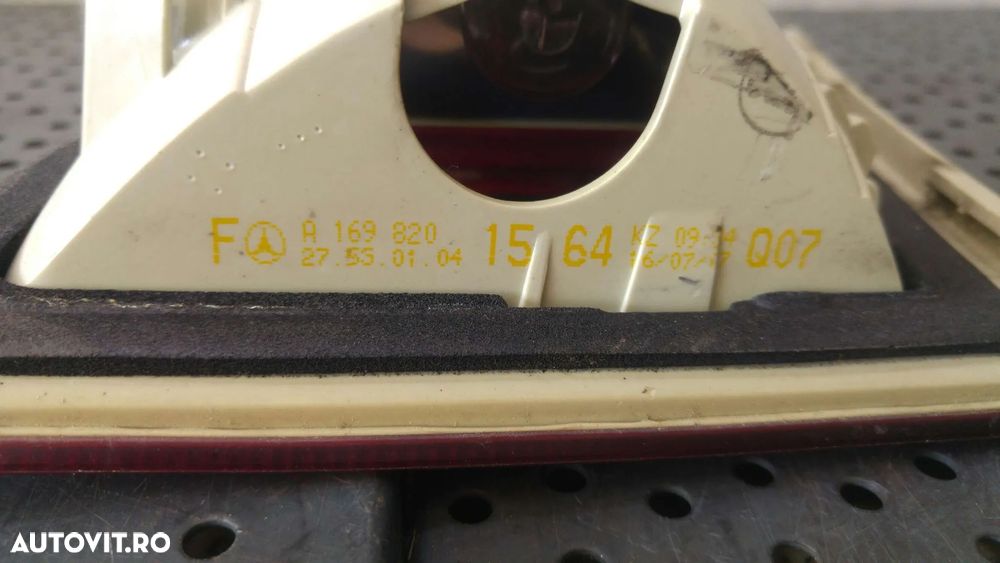 F A 169 820 15 64 KZ Q07
27.55.01.04
AUTOVIT.RO